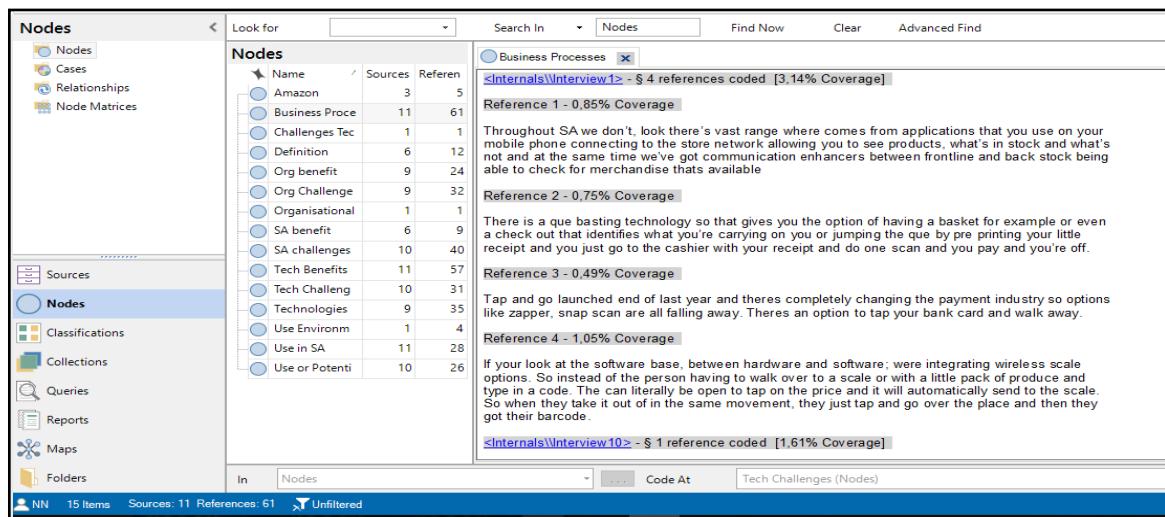 Nodes
Nodes
Cases
Relationships
Node Matrices
Sources
Nodes
Classifications
Collections
Queries
Reports
Maps
Folders
Look for Search In Nodes Find Now Clear Advanced Find
Nodes
Name Sources Referen
Amazon 3 5
Business Proce 11 61
Challenges Tec 1 1
Definition 6 12
Org benefit 9 24
Org Challenge 9 32
Organisational 1 1
SA benefit 6 9
SA challenges 10 40
Tech Benefits 11 57
Tech Challeng 10 31
Technologies 9 35
Use Environm 1 4
Use in SA 11 28
Use or Potenti 10 26
Business Processes
<Internals\\Interview1> - § 4 references coded [3,14% Coverage]
Reference 1 - 0,85% Coverage
Throughout SA we don't, look there's vast range where comes from applications that you use on your
mobile phone connecting to the store network allowing you to see products, what's in stock and what's
not and at the same time we've got communication enhancers between frontline and back stock being
able to check for merchandise thats available
Reference 2 - 0,75% Coverage
There is a que basting technology so that gives you the option of having a basket for example or even
a check out that identifies what you're carrying on you or jumping the que by pre printing your little
receipt and you just go to the cashier with your receipt and do one scan and you pay and you're off.
Reference 3 - 0,49% Coverage
Tap and go launched end of last year and theres completely changing the payment industry so options
like zapper, snap scan are all falling away. Theres an option to tap your bank card and walk away.
Reference 4 - 1,05% Coverage
If your look at the software base, between hardware and software; were integrating wireless scale
options. So instead of the person having to walk over to a scale or with a little pack of produce and
type in a code. The can literally be open to tap on the price and it will automatically send to the scale.
So when they take it out of in the same movement, they just tap and go over the place and then they
got their barcode.
<Internals\\Interview10> - § 1 reference coded [1,61% Coverage]
In Nodes ... Code At Tech Challenges (Nodes)
NN 15 Items Sources: 11 References: 61 Unfiltered